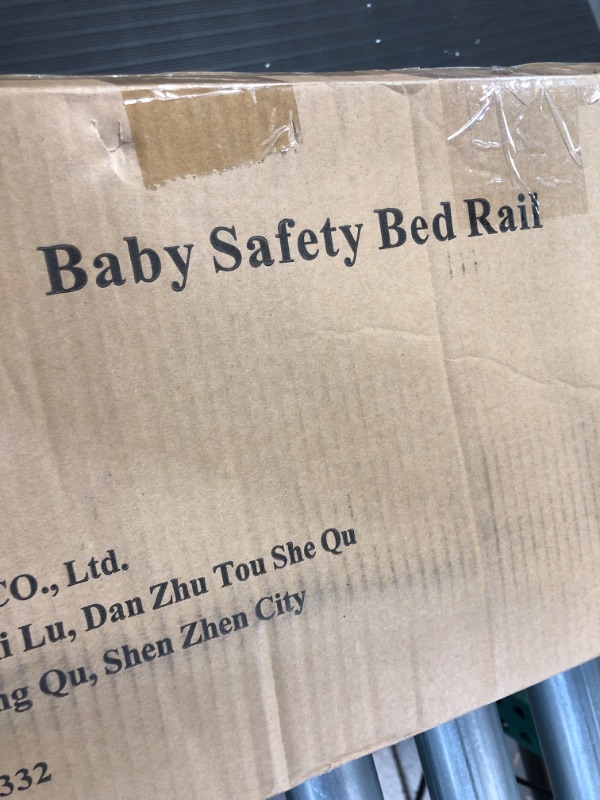 Baby Safety Bed Rail
CO., Ltd.
Lu, Dan Zhu Tou She Qu
Qu, Shen Zhen City
332